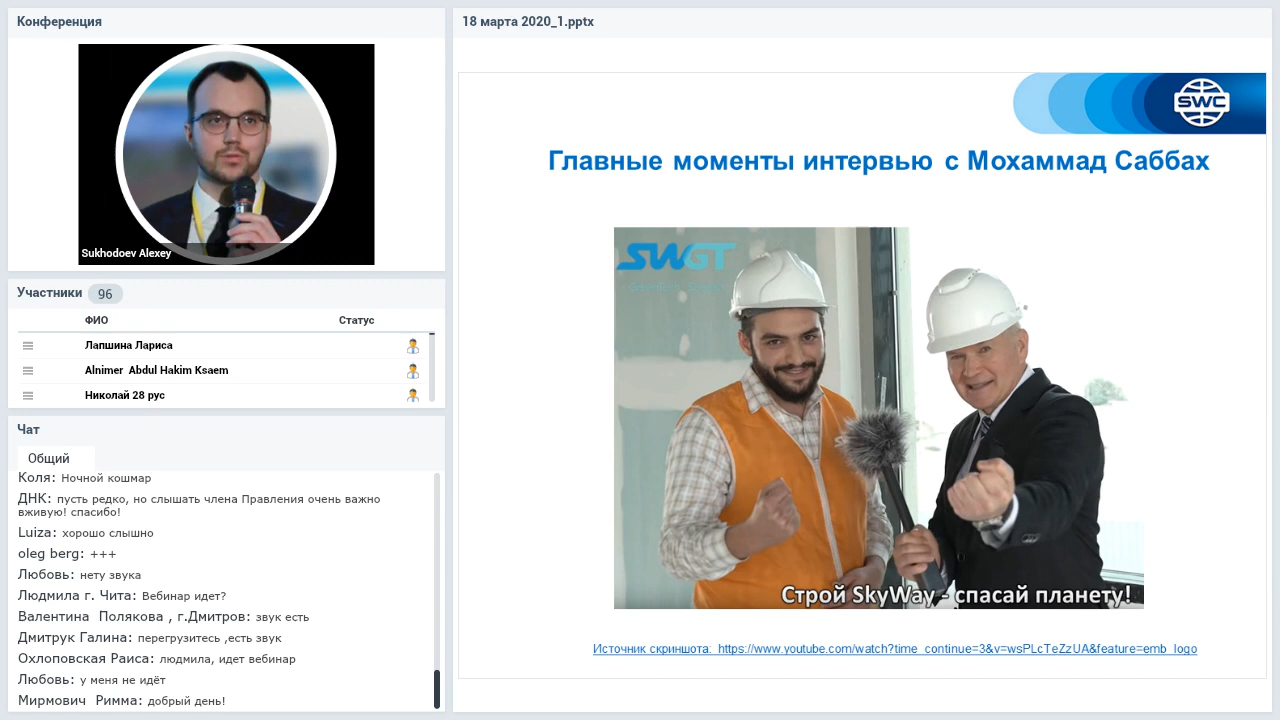 Конференция
Sukhodoev Alexey
Участники 96
ФИО Статус
Лапшина Лариса
Alnimer Abdul Hakim Ksaem
Николай 28 рус
Чат
Общий
Коля: Ночной кошмар
ДНК: пусть редко, но слышать члена Правления очень важно
вживую! спасибо!
Luiza: хорошо слышно
oleg berg: +++
Любовь: нету звука
Людмила г. Чита: Вебинар идет?
Валентина Полякова , г.Дмитров: звук есть
Дмитрук Галина: перегрузитесь ,есть звук
Охлоповская Раиса: людмила, идет вебинар
Любовь: у меня не идёт
Мирмович Римма: добрый день!
18 марта 2020_1.pptx
SWC
Главные моменты интервью с Мохаммад Саббах
SWGT
Строй SkyWay - спасай планету!
Источник скриншота: https://www.youtube.com/watch?time_continue=3&v=wsPLcTeZzUA&feature=emb_logo